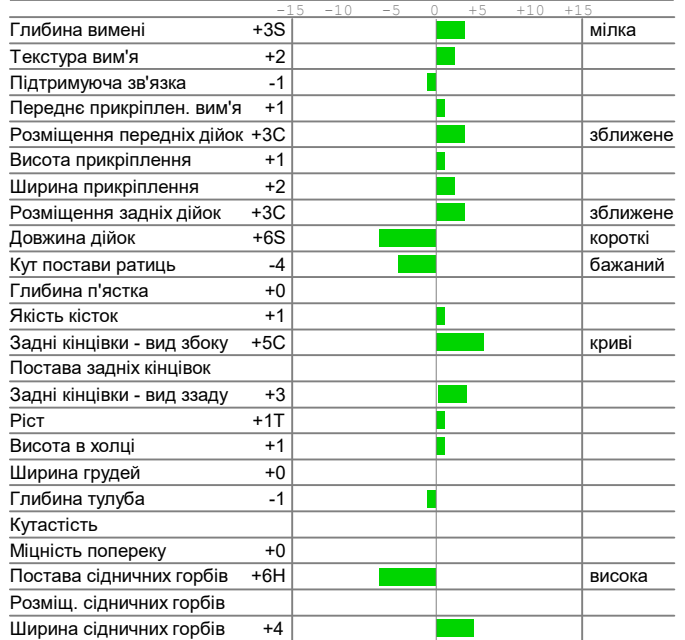 -15 -10 -5 0 +5 +10 +15
Глибина вимені +3S мілка
Текстура вим'я +2
Підтримуюча зв'язка -1
Переднє прикріплен. вим'я +1
Розміщення передніх дійок +3C зближене
Висота прикріплення +1
Ширина прикріплення +2
Розміщення задніх дійок +3C зближене
Довжина дійок +6S короткі
Кут постави ратиць -4 бажаний
Глибина п'ястка +0
Якість кісток +1
Задні кінцівки - вид збоку +5C криві
Постава задніх кінцівок
Задні кінцівки - вид ззаду +3
Ріст +1T
Висота в холці +1
Ширина грудей +0
Глибина тулуба -1
Кутастість
Міцність попереку +0
Постава сідничних горбів +6H висока
Розміщ. сідничних горбів
Ширина сідничних горбів +4